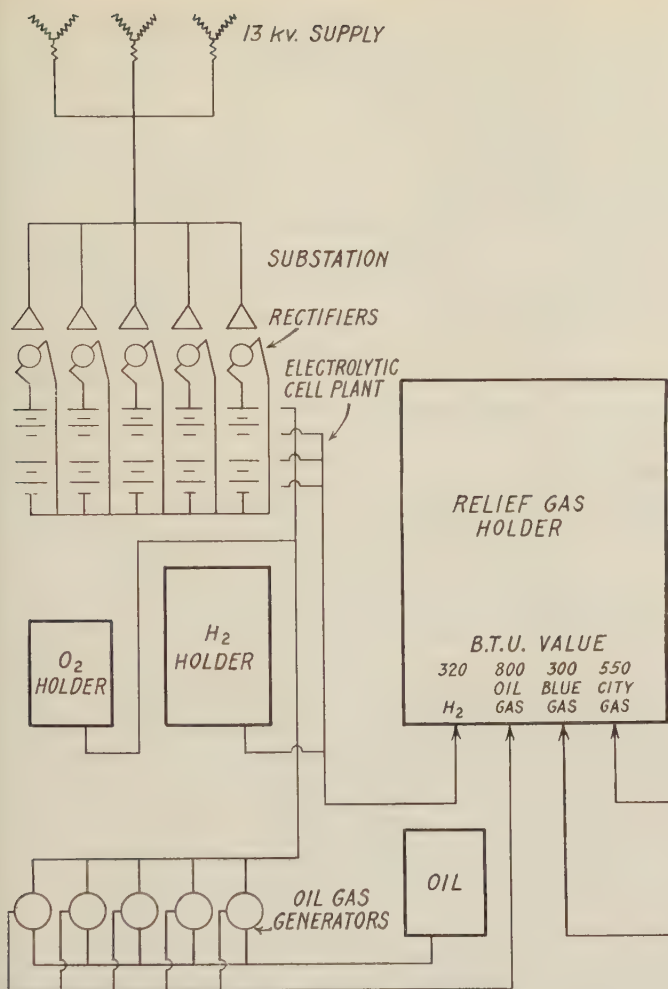 13 KV. SUPPLY
SUBSTATION
RECTIFIERS
ELECTROLYTIC
CELL PLANT
RELIEF GAS
HOLDER
B.T.U. VALUE
320 800 300 550
OIL BLUE CITY
H2 GAS GAS GAS
O2
HOLDER
H2
HOLDER
OIL GAS
GENERATORS
OIL